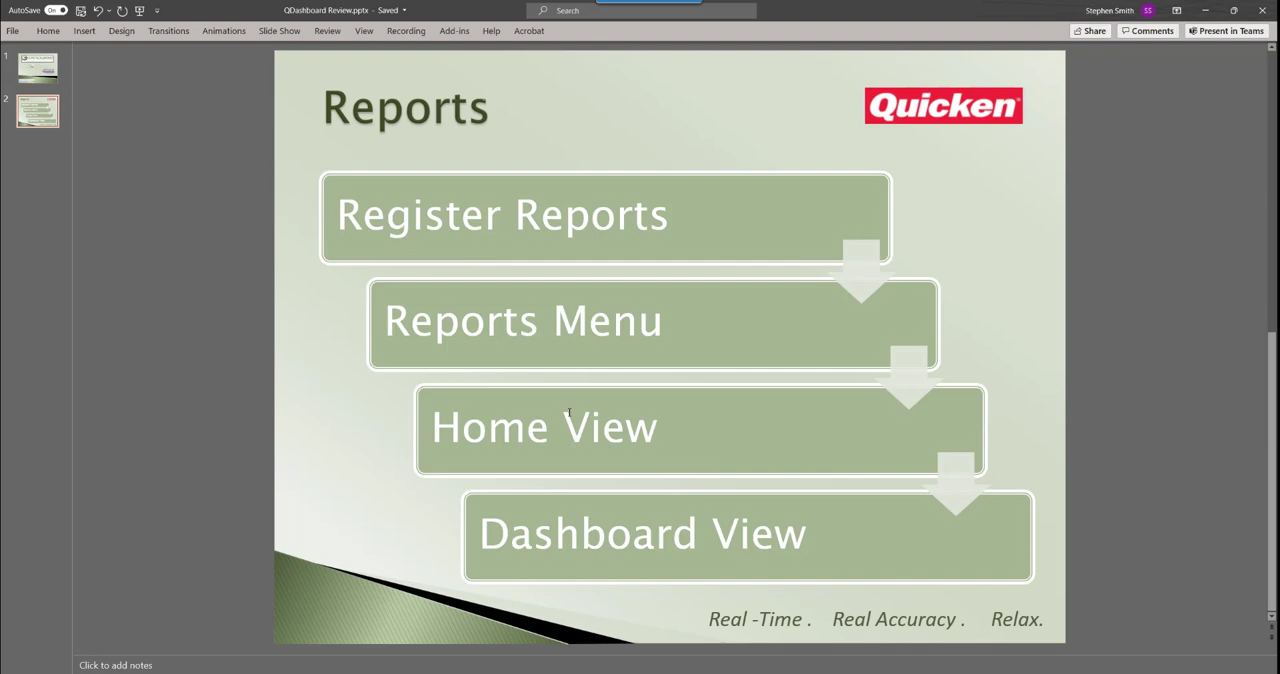 AutoSave On QDashboard Review.pptx - Saved Search Stephen Smith SS
File Home Insert Design Transitions Animations Slide Show Review View Recording Add-ins Help Acrobat Share Comments Present in Teams
1
2
Reports
Quicken®
Register Reports
Reports Menu
Home View
Dashboard View
Real -Time . Real Accuracy . Relax.
Click to add notes